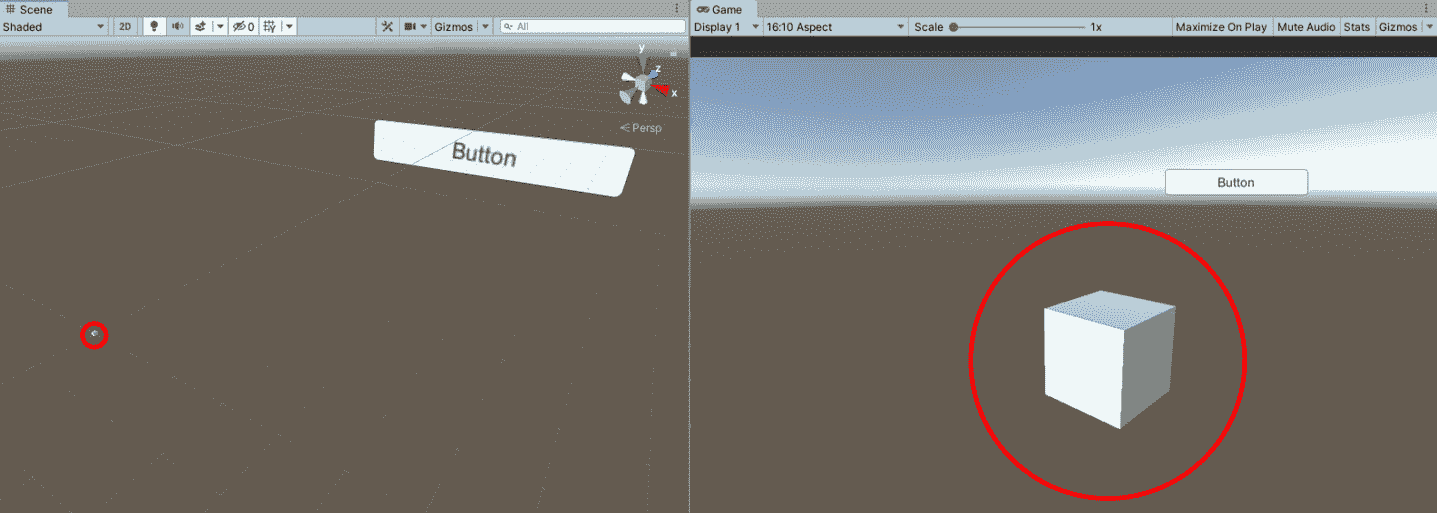 Scene
Shaded 2D 0 Gizmos All
y
z
x
Persp
Button
Game
Display 1 16:10 Aspect Scale 1x Maximize On Play Mute Audio Stats Gizmos
Button